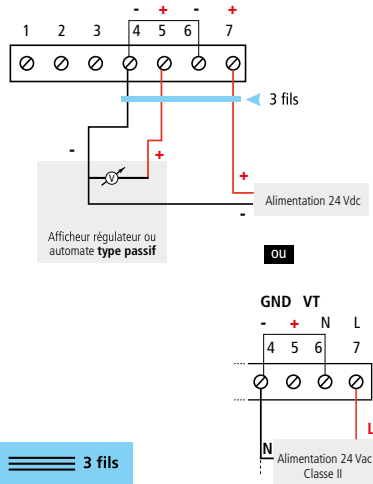 - + - +
1 2 3 4 5 6 7
3 fils
-
+
V
+
Alimentation 24 Vdc
-
Afficheur régulateur ou
automate type passif
ou
GND VT
- + N L
4 5 6 7
L
N
Alimentation 24 Vac
Classe II
3 fils